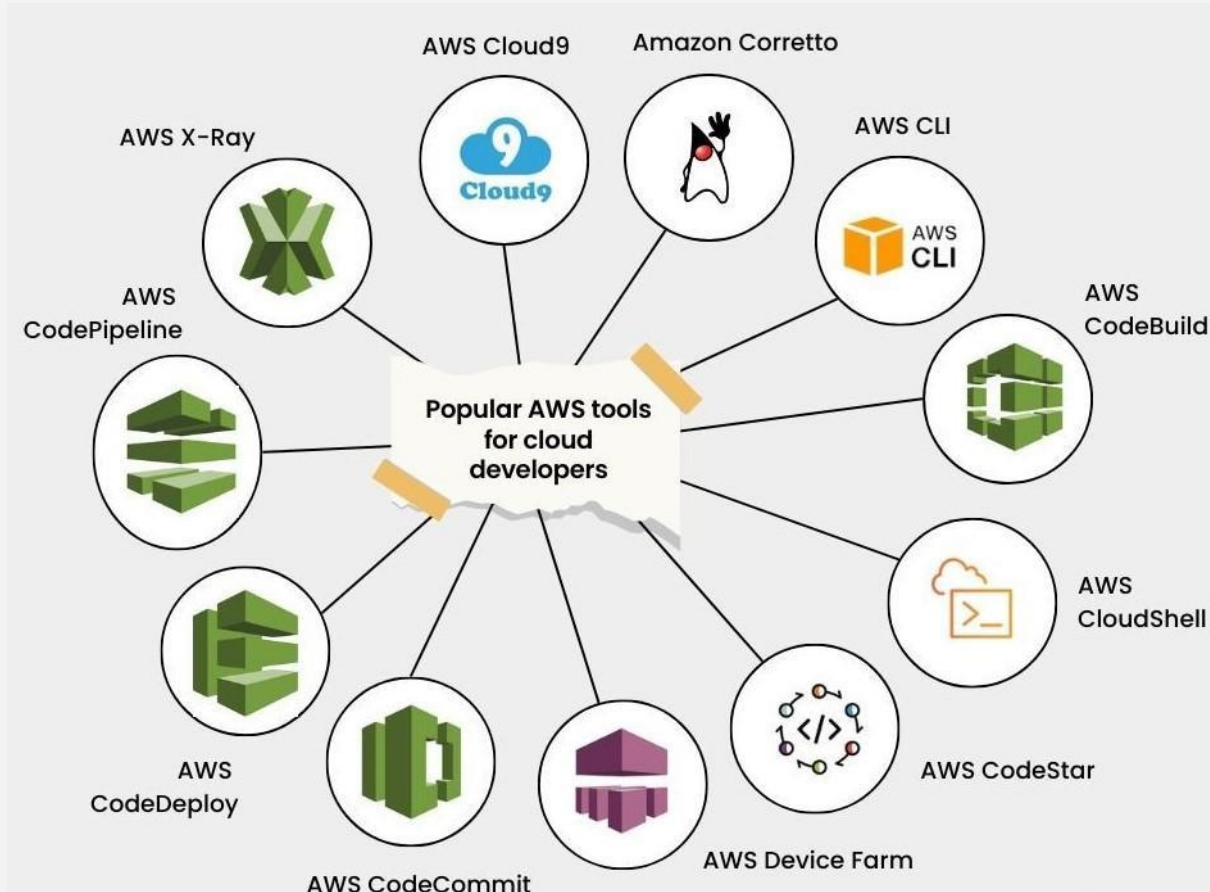 AWS Cloud9
Amazon Corretto
AWS X-Ray
AWS CLI
9
Cloud9
AWS
CLI
AWS
CodePipeline
AWS
CodeBuild
Popular AWS tools
for cloud
developers
AWS
CloudShell
>_
</>
AWS
CodeDeploy
AWS CodeStar
AWS Device Farm
AWS CodeCommit